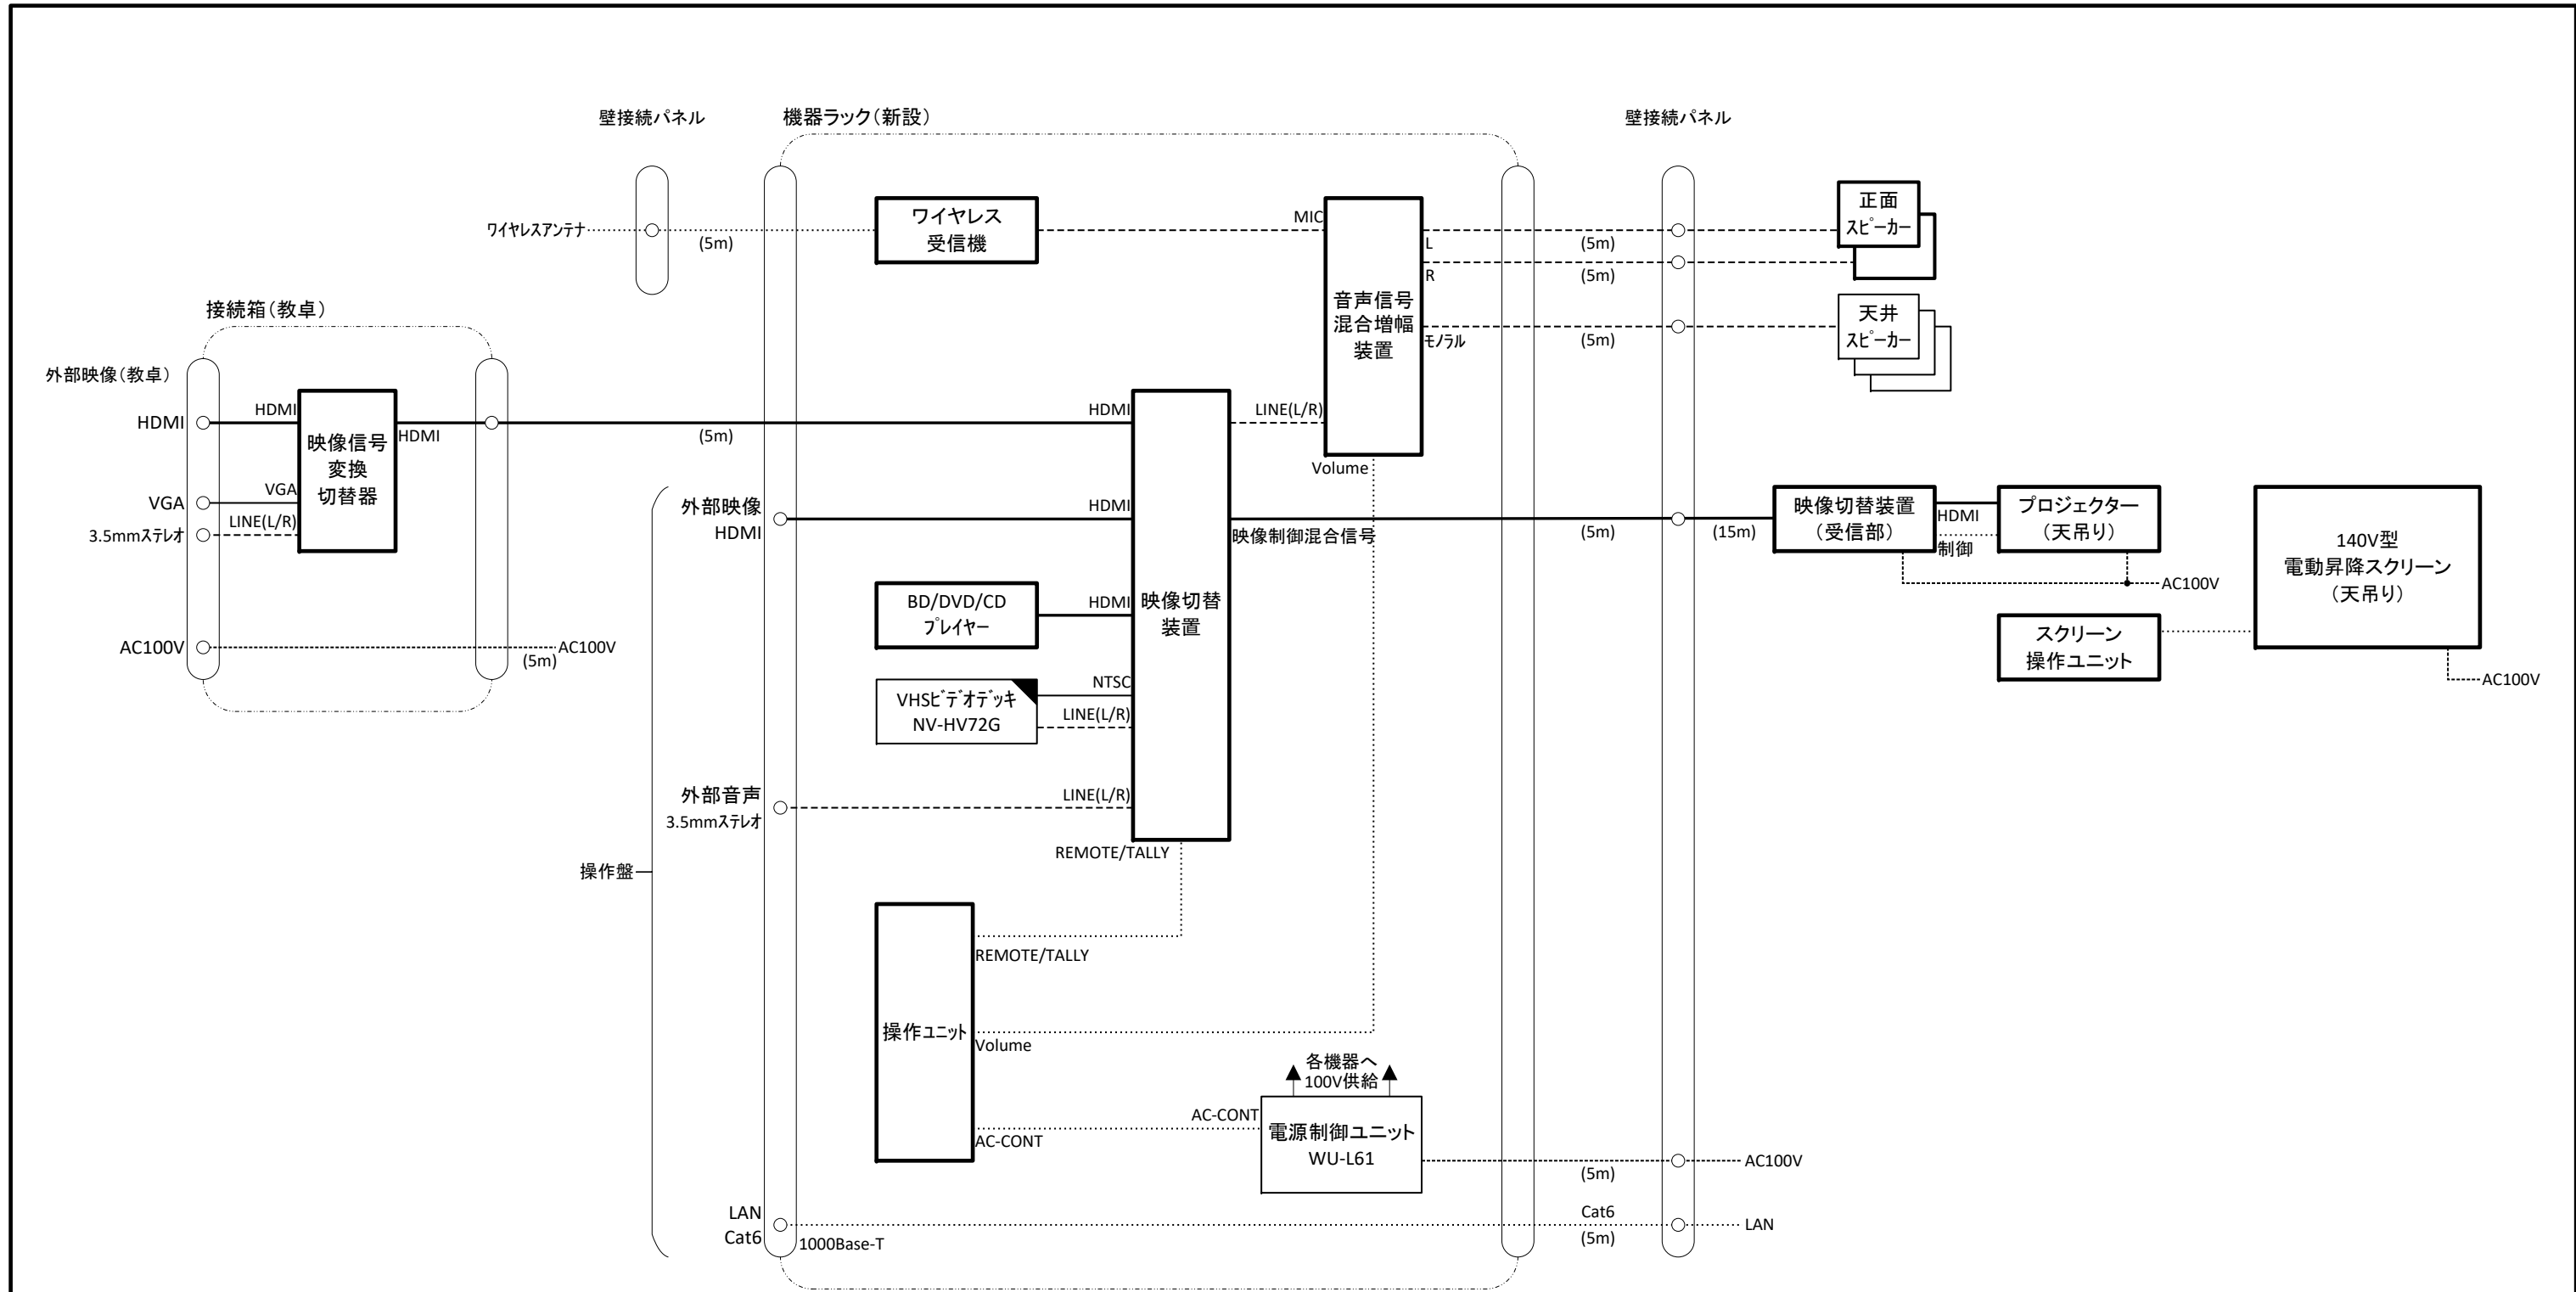 壁接続パネル
機器ラック(新設)
壁接続パネル
ワイヤレスアンテナ
(5m)
ワイヤレス
受信機
MIC
音声信号
混合増幅
装置
L
R
モノラル
(5m)
(5m)
(5m)
正面
スピーカー
天井
スピーカー
接続箱(教卓)
外部映像(教卓)
HDMI
HDMI
VGA
VGA
3.5mmステレオ
LINE(L/R)
映像信号
変換
切替器
HDMI
(5m)
AC100V
(5m)
AC100V
HDMI
LINE(L/R)
Volume
外部映像
HDMI
HDMI
映像制御混合信号
(5m)
(15m)
映像切替装置
(受信部)
HDMI
制御
プロジェクター
(天吊り)
AC100V
140V型
電動昇降スクリーン
(天吊り)
スクリーン
操作ユニット
AC100V
BD/DVD/CD
プレイヤー
HDMI
映像切替
装置
VHSビデオデッキ
NV-HV72G
NTSC
LINE(L/R)
外部音声
3.5mmステレオ
LINE(L/R)
REMOTE/TALLY
操作盤
REMOTE/TALLY
操作ユニット
Volume
各機器へ
100V供給
AC-CONT
AC-CONT
電源制御ユニット
WU-L61
(5m)
AC100V
LAN
Cat6
1000Base-T
Cat6
(5m)
LAN